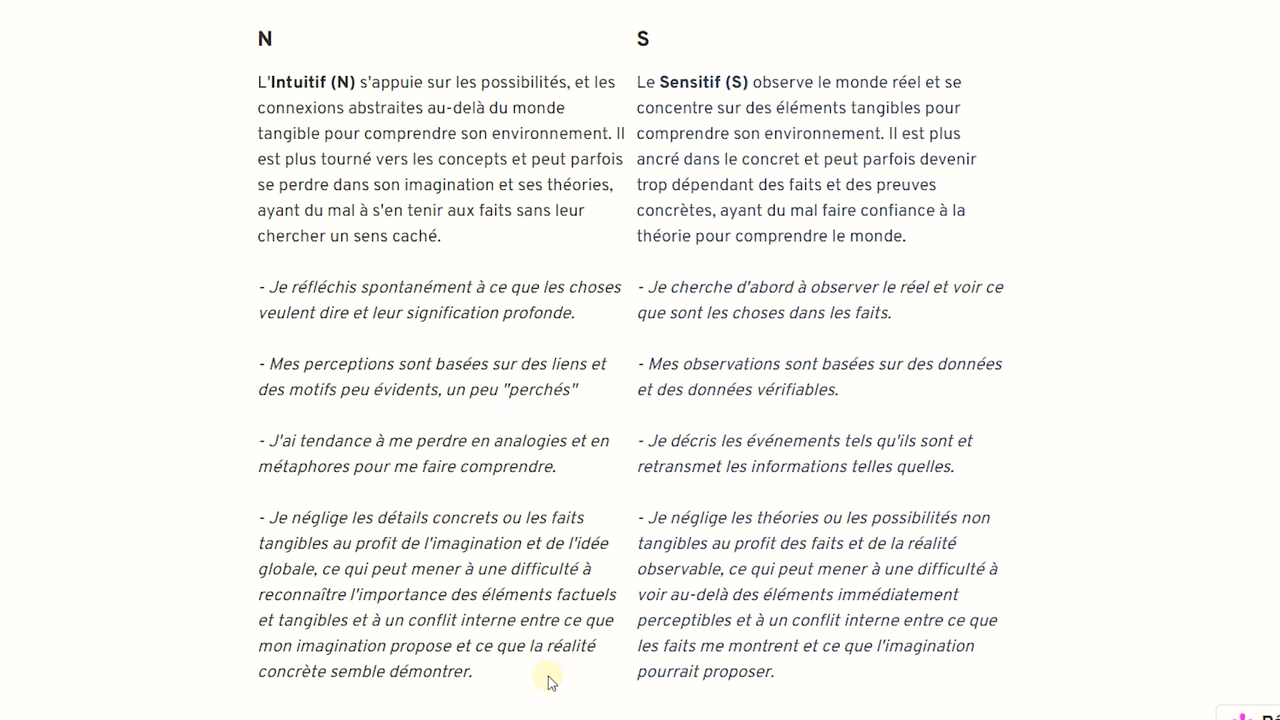 N
L'Intuitif (N) s'appuie sur les possibilités, et les
connexions abstraites au-delà du monde
tangible pour comprendre son environnement. Il
est plus tourné vers les concepts et peut parfois
se perdre dans son imagination et ses théories,
ayant du mal à s'en tenir aux faits sans leur
chercher un sens caché.
- Je réfléchis spontanément à ce que les choses
veulent dire et leur signification profonde.
- Mes perceptions sont basées sur des liens et
des motifs peu évidents, un peu "perchés"
- J'ai tendance à me perdre en analogies et en
métaphores pour me faire comprendre.
- Je néglige les détails concrets ou les faits
tangibles au profit de l'imagination et de l'idée
globale, ce qui peut mener à une difficulté à
reconnaître l'importance des éléments factuels
et tangibles et à un conflit interne entre ce que
mon imagination propose et ce que la réalité
concrète semble démontrer.
S
Le Sensitif (S) observe le monde réel et se
concentre sur des éléments tangibles pour
comprendre son environnement. Il est plus
ancré dans le concret et peut parfois devenir
trop dépendant des faits et des preuves
concrètes, ayant du mal faire confiance à la
théorie pour comprendre le monde.
- Je cherche d'abord à observer le réel et voir ce
que sont les choses dans les faits.
- Mes observations sont basées sur des données
et des données vérifiables.
- Je décris les événements tels qu'ils sont et
retransmet les informations telles quelles.
- Je néglige les théories ou les possibilités non
tangibles au profit des faits et de la réalité
observable, ce qui peut mener à une difficulté à
voir au-delà des éléments immédiatement
perceptibles et à un conflit interne entre ce que
les faits me montrent et ce que l'imagination
pourrait proposer.